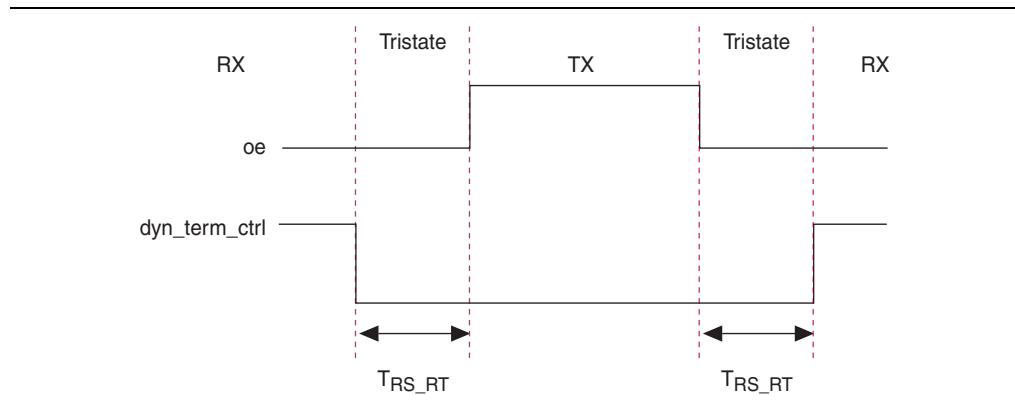 Tristate
Tristate
RX
TX
RX
oe
dyn_term_ctrl
TRS_RT
TRS_RT